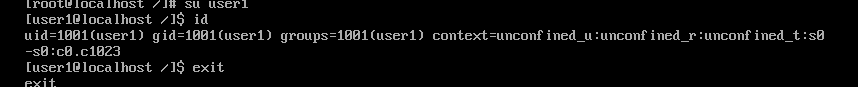 [root@localhost /]# su user1
[user1@localhost /]$ id
uid=1001(user1) gid=1001(user1) groups=1001(user1) context=unconfined_u:unconfined_r:unconfined_t:s0
-s0:c0.c1023
[user1@localhost /]$ exit
exit